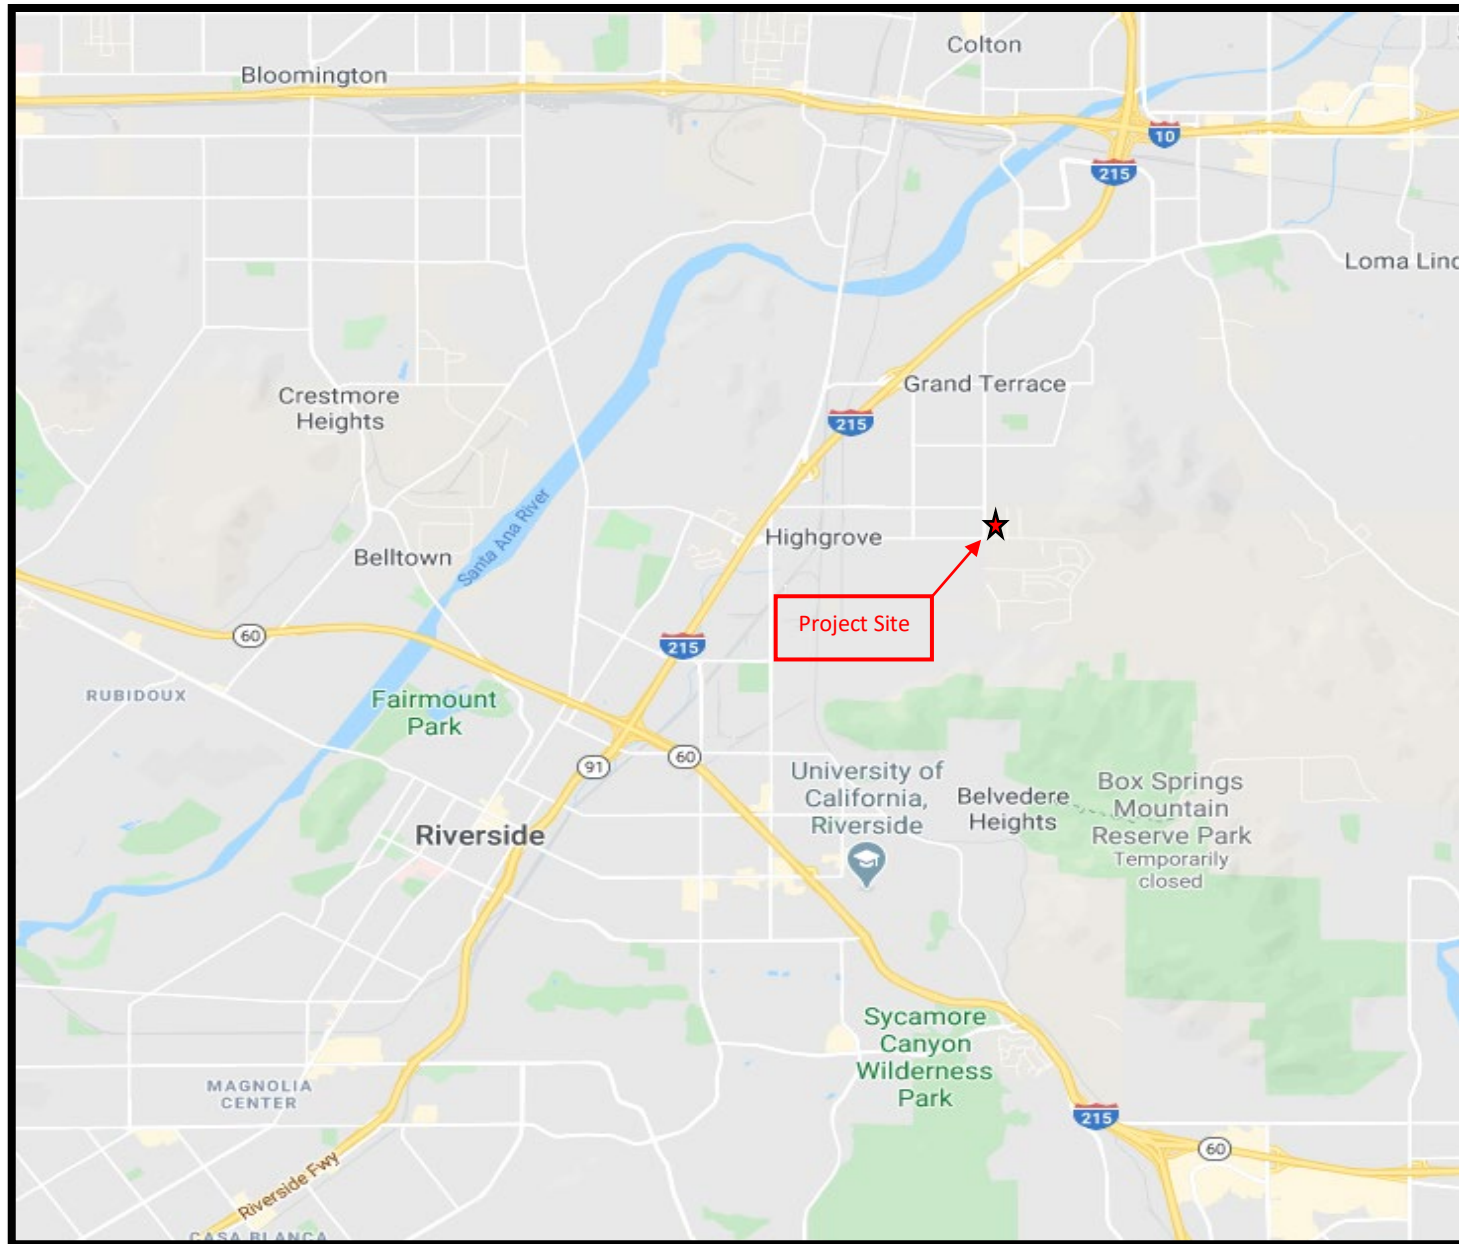 Colton
Bloomington
10
215
Loma Linc
Grand Terrace
Crestmore
Heights
215
Santa Ana River
Highgrove
Belltown
Project Site
60
215
RUBIDOUX
Fairmount
Park
91
60
University of
California,
Riverside
Belvedere
Heights
Box Springs
Mountain
Reserve Park
Temporarily
closed
Riverside
Sycamore
Canyon
Wilderness
Park
MAGNOLIA
CENTER
215
60
Riverside Fwy
CASA BLANCA